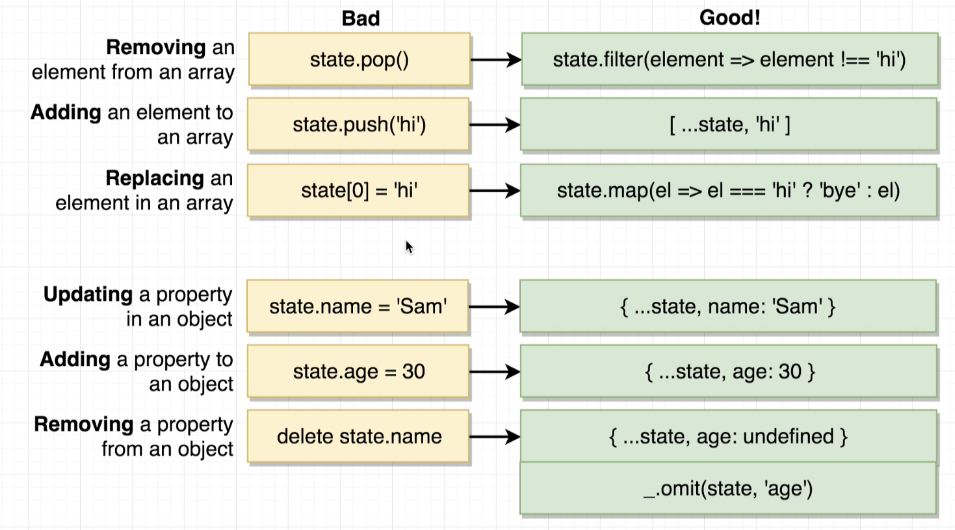 Bad
Good!
Removing an
element from an array
state.pop()
state.filter(element => element !== 'hi')
Adding an element to
an array
state.push('hi')
[ ...state, 'hi' ]
Replacing an
element in an array
state[0] = 'hi'
state.map(el => el === 'hi' ? 'bye' : el)
Updating a property
in an object
state.name = 'Sam'
{ ...state, name: 'Sam' }
Adding a property to
an object
state.age = 30
{ ...state, age: 30 }
Removing a property
from an object
delete state.name
{ ...state, age: undefined }
_.omit(state, 'age')